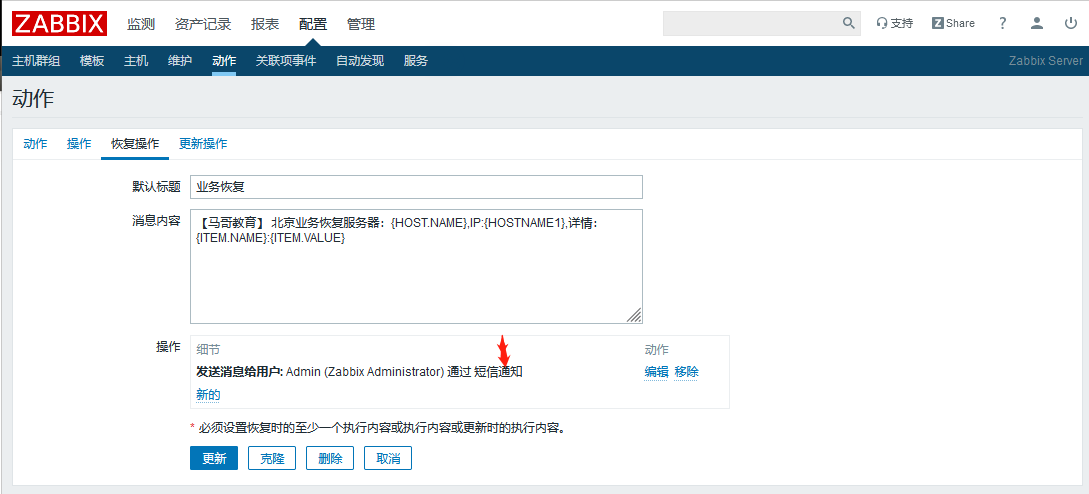 ZABBIX 监测 资产记录 报表 配置 管理 支持 Z Share ?
主机群组 模板 主机 维护 动作 关联项事件 自动发现 服务 Zabbix Server
动作
动作 操作 恢复操作 更新操作
默认标题 业务恢复
消息内容 【马哥教育】 北京业务恢复服务器：{HOST.NAME},IP:{HOSTNAME1},详情：
{ITEM.NAME}:{ITEM.VALUE}
操作 细节 动作
发送消息给用户: Admin (Zabbix Administrator) 通过 短信通知 编辑 移除
新的
* 必须设置恢复时的至少一个执行内容或执行内容或更新时的执行内容。
更新 克隆 删除 取消